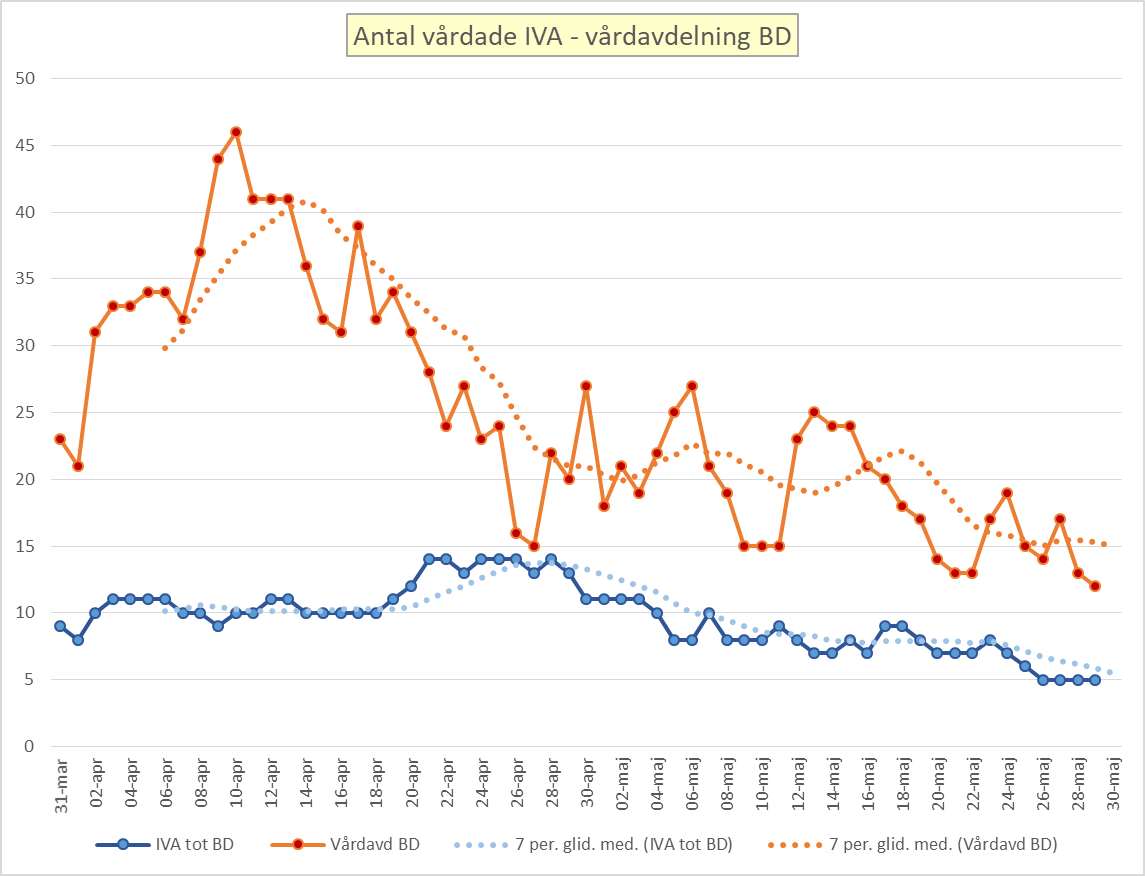 Antal vårdade IVA - vårdavdelning BD
50
45
40
35
30
25
20
15
10
5
0
31-mar
02-apr
04-apr
06-apr
08-apr
10-apr
12-apr
14-apr
16-apr
18-apr
20-apr
22-apr
24-apr
26-apr
28-apr
30-apr
02-maj
04-maj
06-maj
08-maj
10-maj
12-maj
14-maj
16-maj
18-maj
20-maj
22-maj
24-maj
26-maj
28-maj
30-maj
IVA tot BD
Vårdavd BD
7 per. glid. med. (IVA tot BD)
7 per. glid. med. (Vårdavd BD)